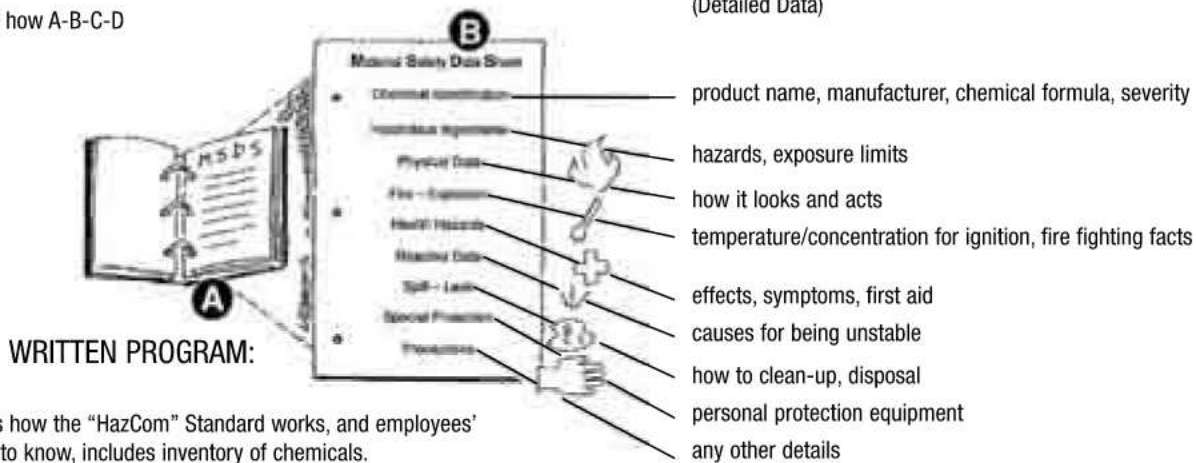 (Detailed Data)
how A-B-C-D
B
Material Safety Data Sheet
Chemical Identification
product name, manufacturer, chemical formula, severity
Hazardous Ingredients
hazards, exposure limits
Physical Data
how it looks and acts
Fire – Explosion
temperature/concentration for ignition, fire fighting facts
Health Hazards
effects, symptoms, first aid
Reactive Data
causes for being unstable
Spill – Leak
how to clean-up, disposal
Special Protection
personal protection equipment
Precautions
any other details
MSDS
A
WRITTEN PROGRAM:
how the “HazCom” Standard works, and employees’
to know, includes inventory of chemicals.